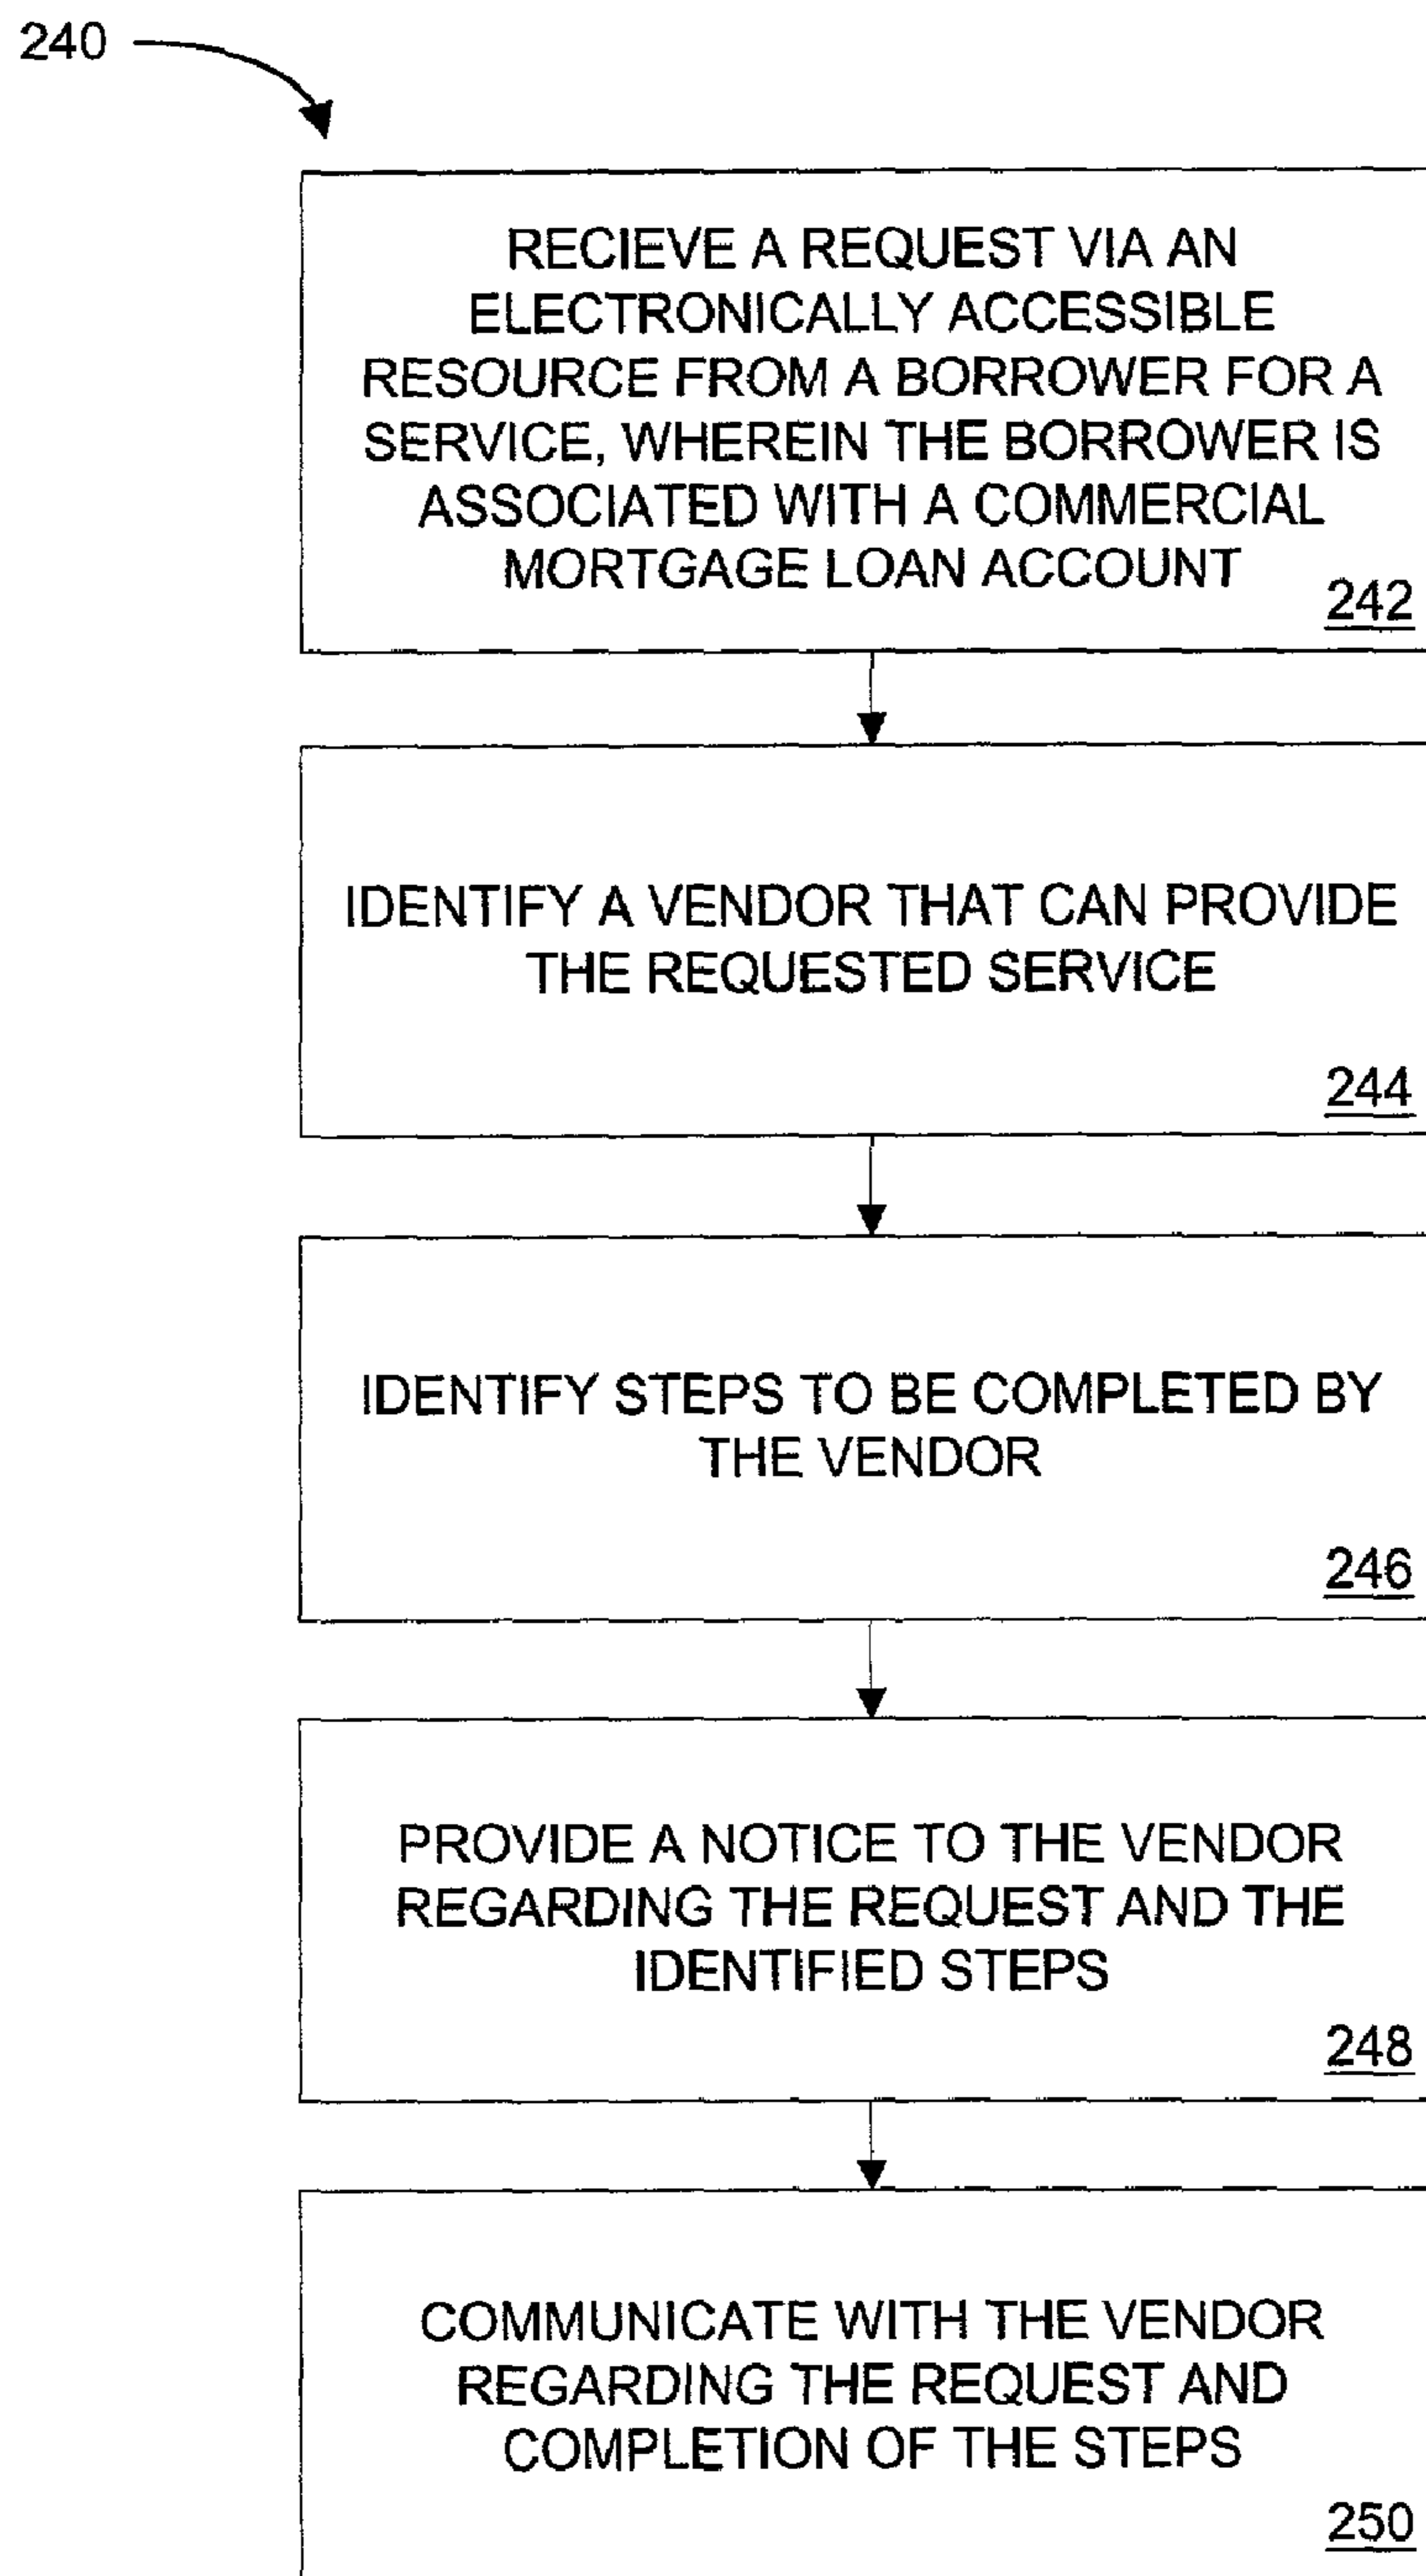 240
RECIEVE A REQUEST VIA AN
ELECTRONICALLY ACCESSIBLE
RESOURCE FROM A BORROWER FOR A
SERVICE, WHEREIN THE BORROWER IS
ASSOCIATED WITH A COMMERCIAL
MORTGAGE LOAN ACCOUNT
242
IDENTIFY A VENDOR THAT CAN PROVIDE
THE REQUESTED SERVICE
244
IDENTIFY STEPS TO BE COMPLETED BY
THE VENDOR
246
PROVIDE A NOTICE TO THE VENDOR
REGARDING THE REQUEST AND THE
IDENTIFIED STEPS
248
COMMUNICATE WITH THE VENDOR
REGARDING THE REQUEST AND
COMPLETION OF THE STEPS
250